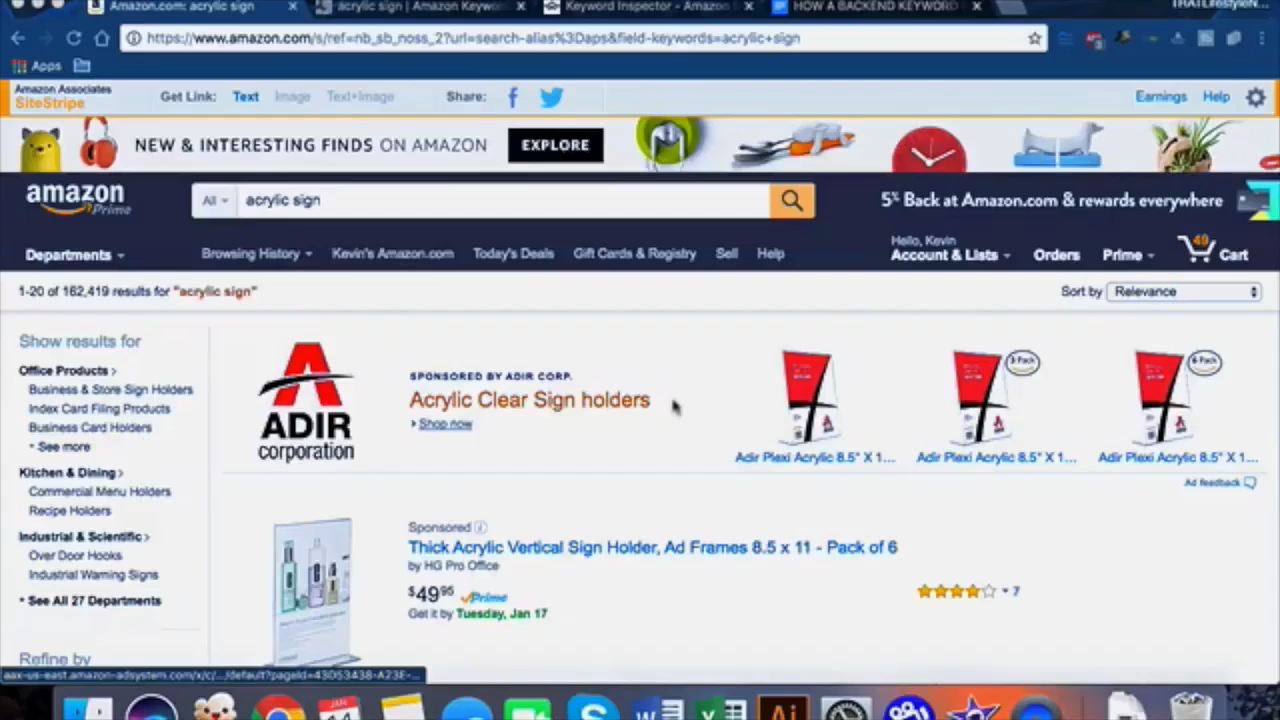 Amazon.com: acrylic sign
acrylic sign | Amazon Keywo
Keyword Inspector - Amazon
HOW A BACKEND KEYWORD
https://www.amazon.com/s/ref=nb_sb_noss_2?url=search-alias%3Daps&field-keywords=acrylic+sign
Apps
Amazon Associates
SiteStripe
Get Link: Text Image Text+Image Share:
Earnings Help
NEW & INTERESTING FINDS ON AMAZON EXPLORE
amazon
Prime
All
acrylic sign
5% Back at Amazon.com & rewards everywhere
Departments
Browsing History Kevin's Amazon.com Today's Deals Gift Cards & Registry Sell Help
Hello, Kevin
Account & Lists Orders Prime
49
Cart
1-20 of 162,419 results for "acrylic sign"
Sort by Relevance
Show results for
Office Products
Business & Store Sign Holders
Index Card Filing Products
Business Card Holders
See more
Kitchen & Dining
Commercial Menu Holders
Recipe Holders
Industrial & Scientific
Over Door Hooks
Industrial Warning Signs
See All 27 Departments
Refine by
ADIR
corporation
SPONSORED BY ADIR CORP.
Acrylic Clear Sign holders
Shop now
3 Pack
6 Pack
Adir Plexi Acrylic 8.5" X 1...
Adir Plexi Acrylic 8.5" X 1...
Adir Plexi Acrylic 8.5" X 1...
Ad feedback
Sponsored
Thick Acrylic Vertical Sign Holder, Ad Frames 8.5 x 11 - Pack of 6
by HG Pro Office
$49.95 Prime
Get it by Tuesday, Jan 17
7
JAN